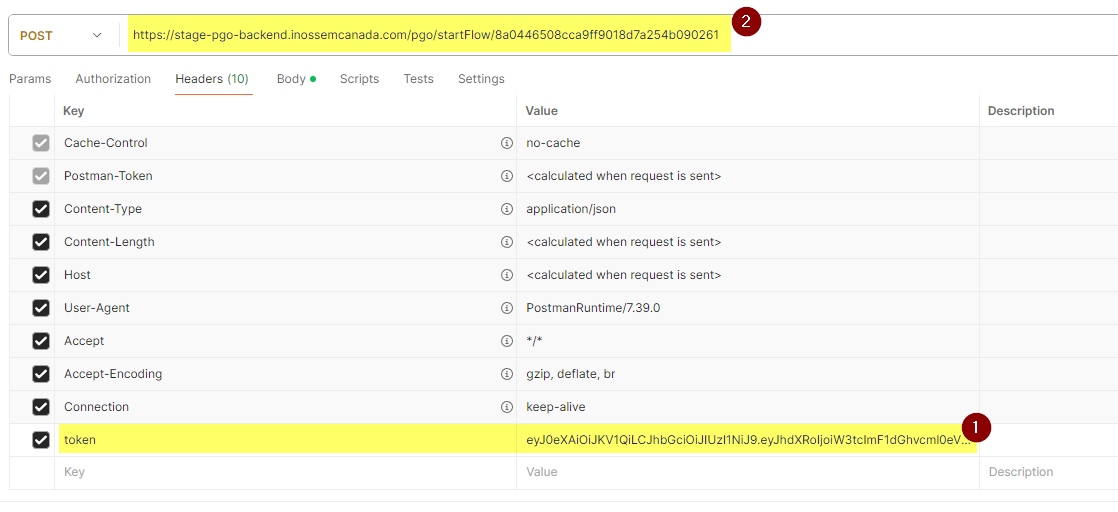 2
POST https://stage-pgo-backend.inossemcanada.com/pgo/startFlow/8a0446508cca9ff9018d7a254b090261
Params Authorization Headers (10) Body Scripts Tests Settings
Key Value Description
Cache-Control no-cache
Postman-Token <calculated when request is sent>
Content-Type application/json
Content-Length <calculated when request is sent>
Host <calculated when request is sent>
User-Agent PostmanRuntime/7.39.0
Accept */*
Accept-Encoding gzip, deflate, br
Connection keep-alive
1
token eyJ0eXAiOiJKV1QiLCJhbGciOiJIUzI1NiJ9.eyJhdXRoIjoiW3tcImF1dGhvcml0eV...
Key Value Description